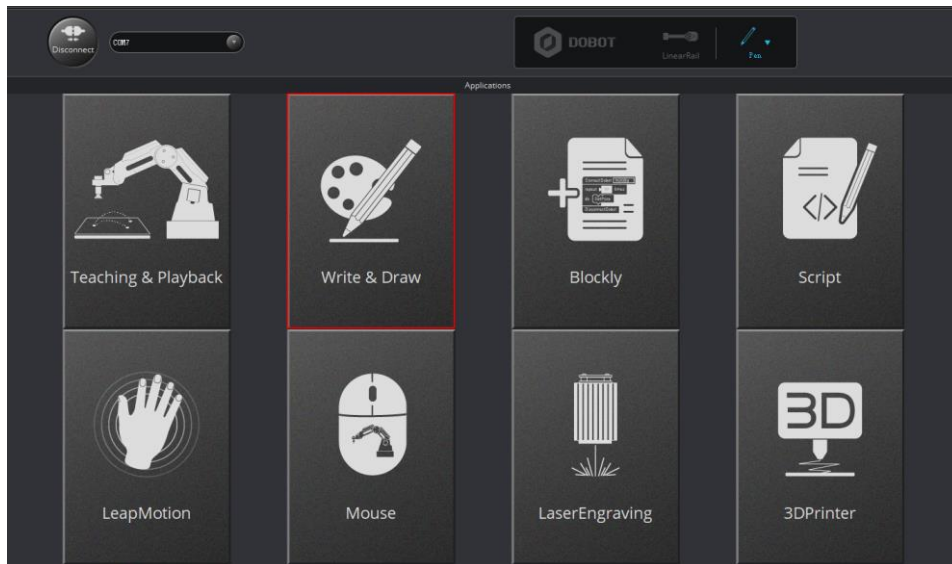 Disconnect
COM7
DOBOT
LinearRail
Pen
Applications
Teaching & Playback
Write & Draw
Blockly
Script
LeapMotion
Mouse
LaserEngraving
3D
3DPrinter